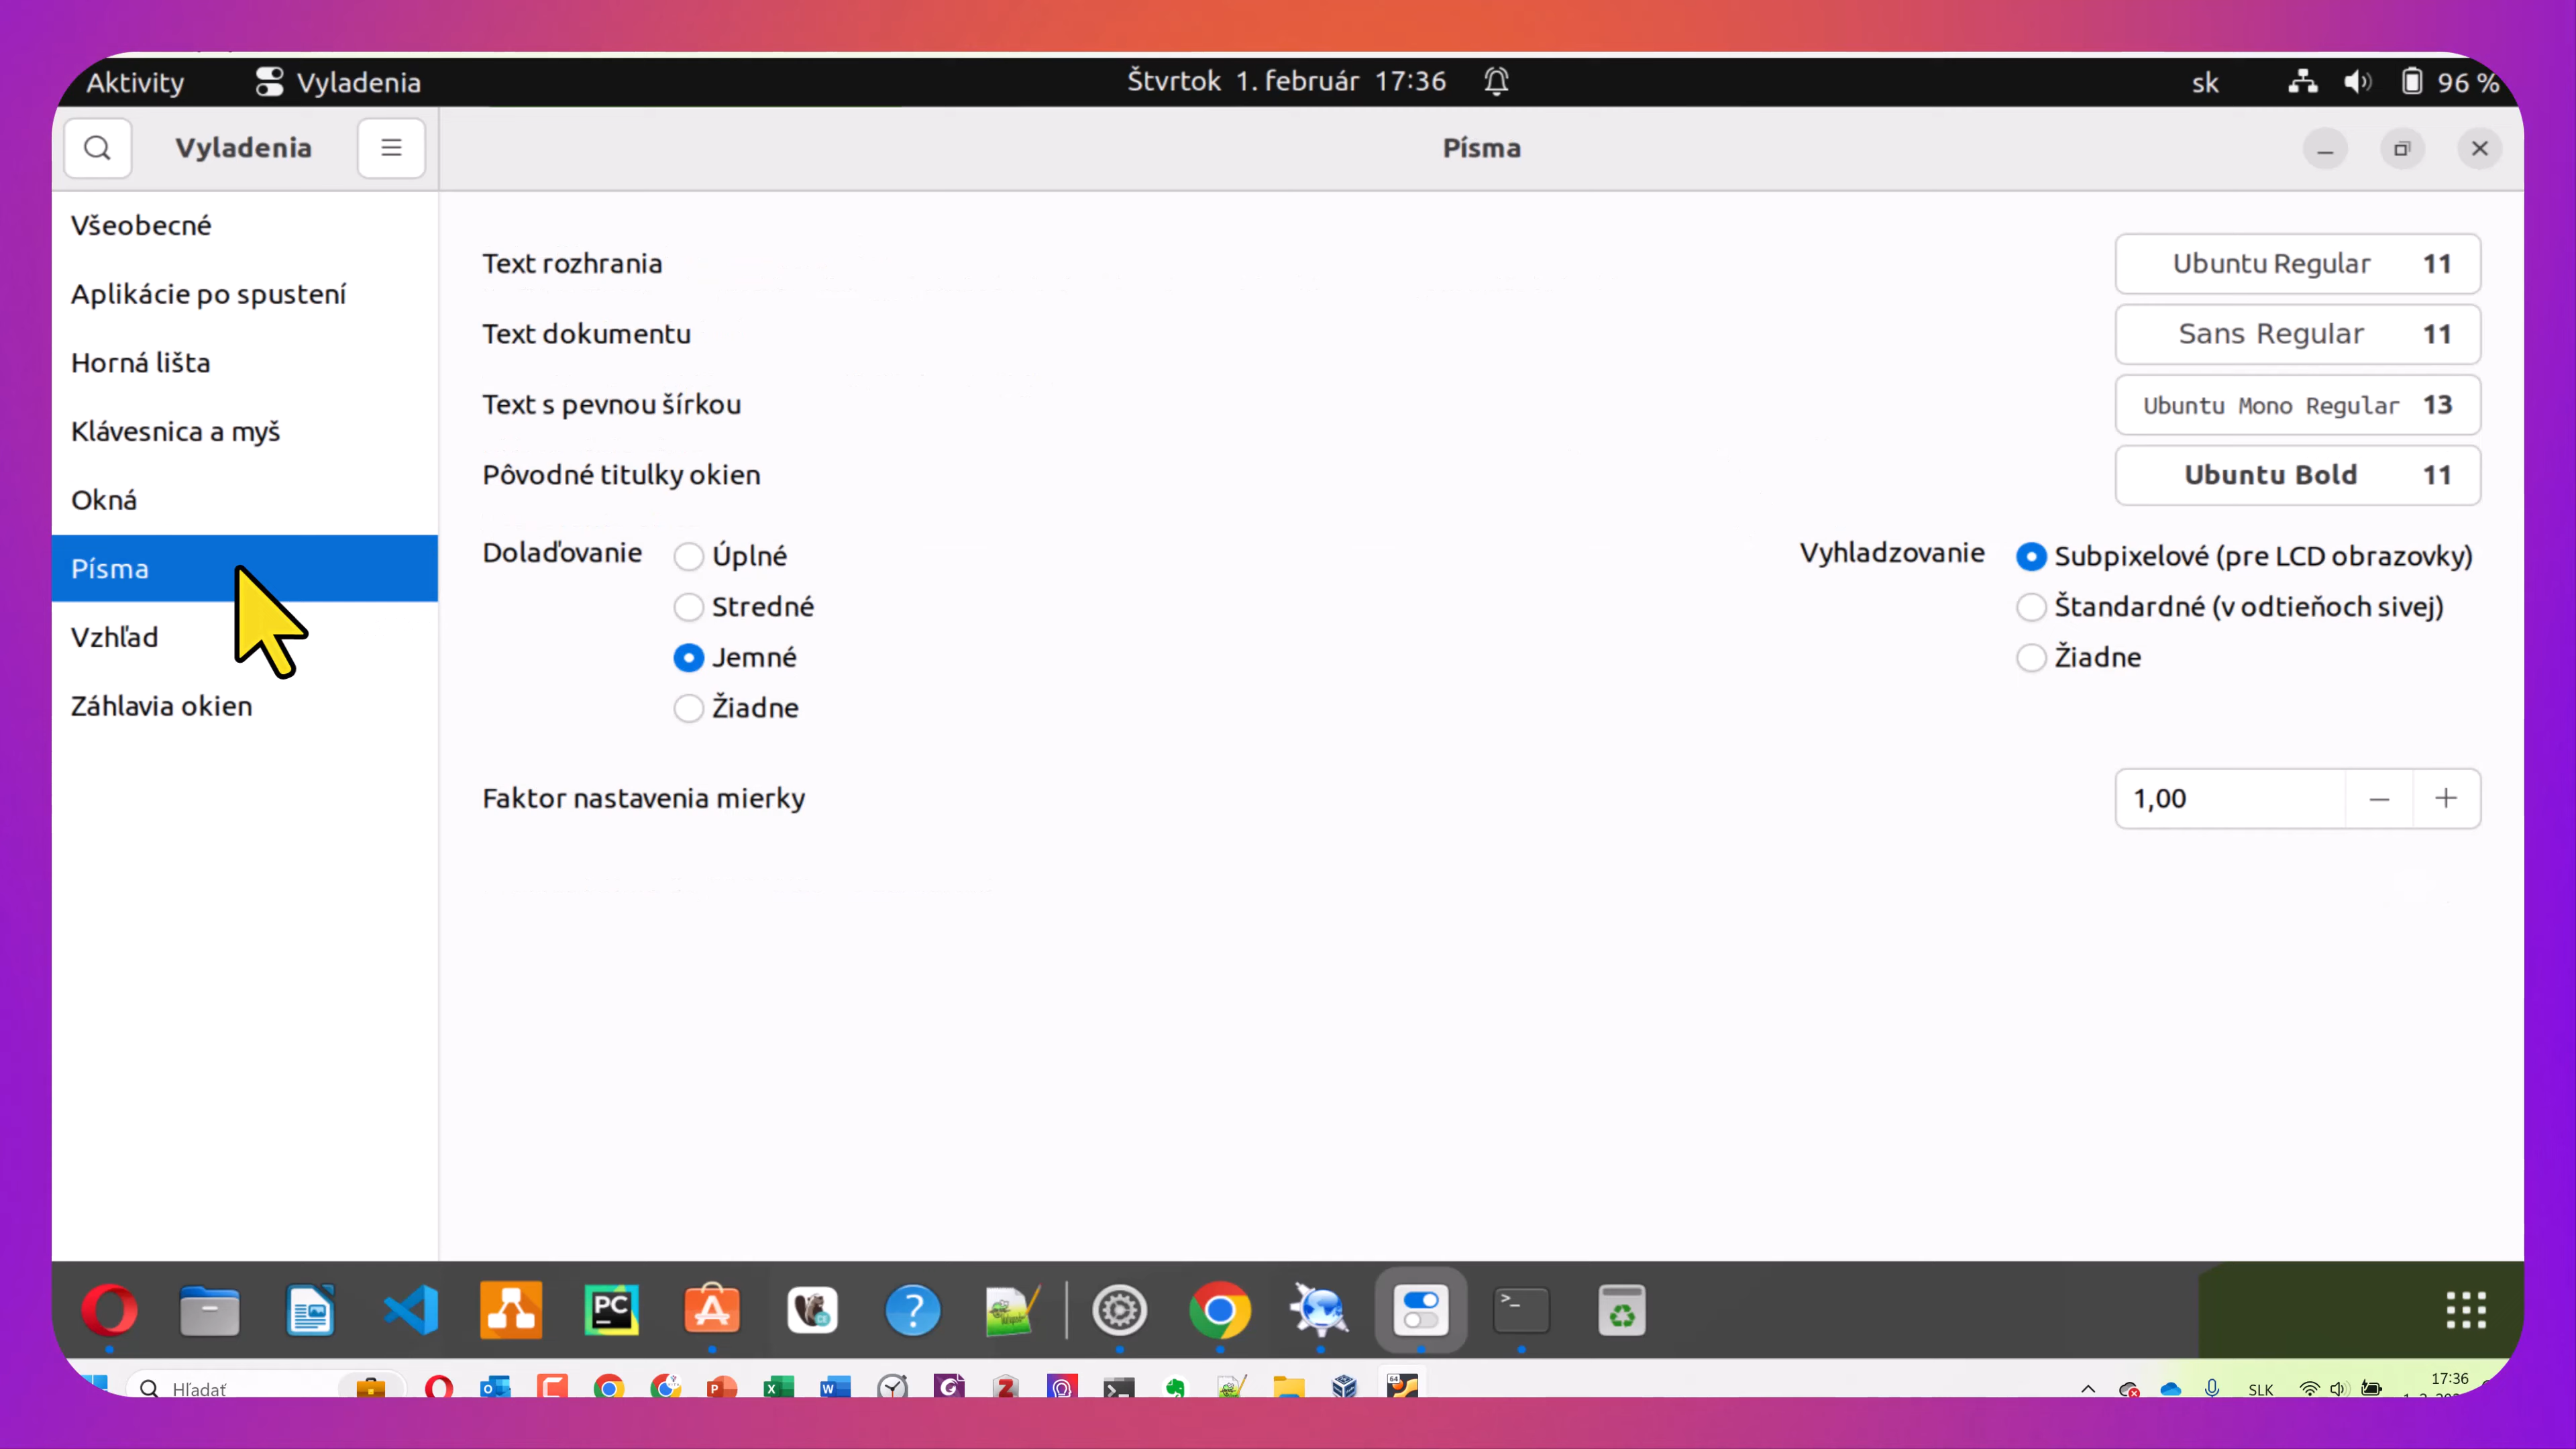 Aktivity Vyladenia Štvrtok 1. február 17:36 sk 96 %
Vyladenia Písma
Všeobecné
Aplikácie po spustení
Horná lišta
Klávesnica a myš
Okná
Písma
Vzhľad
Záhlavia okien
Text rozhrania Ubuntu Regular 11
Text dokumentu Sans Regular 11
Text s pevnou šírkou Ubuntu Mono Regular 13
Pôvodné titulky okien Ubuntu Bold 11
Dolaďovanie Úplné
Stredné
Jemné
Žiadne
Vyhladzovanie Subpixelové (pre LCD obrazovky)
Štandardné (v odtieňoch sivej)
Žiadne
Faktor nastavenia mierky 1,00
PC
Hľadať SLK 17:36